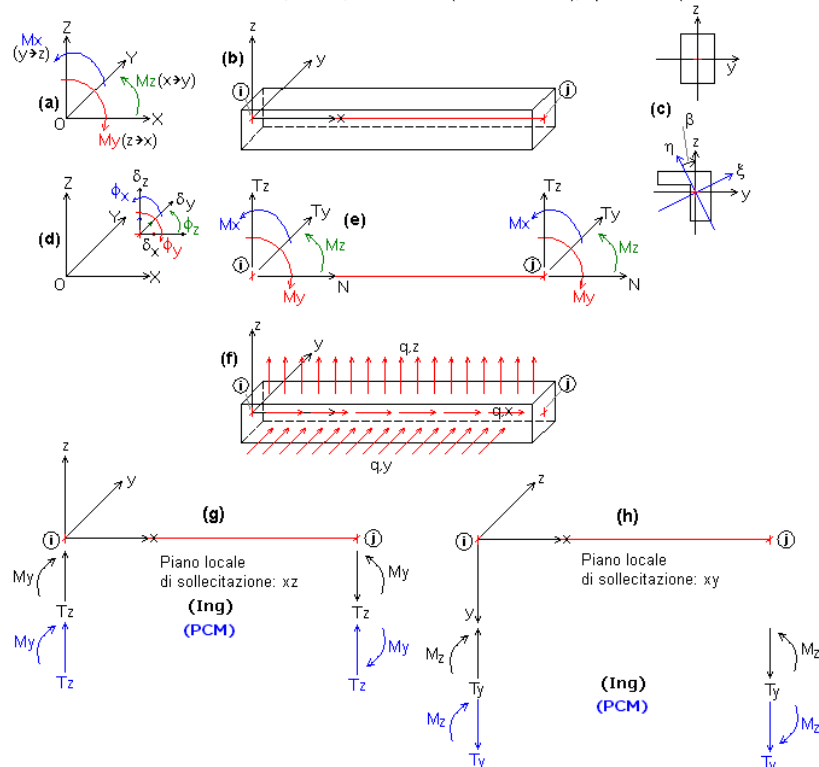 Z
Mx
(y→z)
Y
Mz(x→y)
(a)
O
X
My(z→x)
(b)
z
y
i
j
x
z
y
(c)
β
z
η
ξ
y
Z
δz
ϕx
δy
Y
ϕz
(d)
δx
ϕy
O
X
Tz
Mx
Ty
(e)
Mz
i
My
N
Tz
Mx
Ty
Mz
j
My
N
(f)
z
y
q,z
i
j
q,x
q,y
z
y
(g)
i
x
j
My
Tz
My
Tz
Piano locale
di sollecitazione: xz
(Ing)
(PCM)
My
Tz
My
Tz
z
(h)
i
x
j
y
Piano locale
di sollecitazione: xy
Mz
Ty
Mz
Ty
(Ing)
(PCM)
Mz
Ty
Mz
Ty